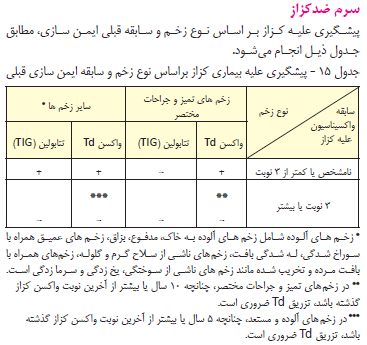 سرم ضدکزاز
پیشگیری علیه کزاز بر اساس نوع زخم و سابقه قبلی ایمن سازی، مطابق
جدول ذیل انجام می‌شود.
جدول ۱۵ – پیشگیری علیه بیماری کزاز براساس نوع زخم و سابقه ایمن سازی قبلی
سابقه واکسیناسیون علیه کزاز نوع زخم زخم های تمیز و جراحات مختصر سایر زخم ها *
واکسن Td تتابولین (TIG) واکسن Td تتابولین (TIG)
نامشخص یا کمتر از ۳ نوبت + – + +
۳ نوبت یا بیشتر ** ***
– – – –
* زخم های آلوده شامل زخم های آلوده به خاک، مدفوع، بزاق، زخم های عمیق همراه با
سوراخ شدگی، له شدگی بافت، زخم‌های ناشی از سلاح گرم و گلوله، زخم‌های همراه با
بافت مرده و تخریب شده مانند زخم های ناشی از سوختگی، یخ زدگی و سرما زدگی است.
** در زخم‌های تمیز و جراحات مختصر، چنانچه ۱۰ سال یا بیشتر از آخرین نوبت واکسن کزاز
گذشته باشد، تزریق Td ضروری است.
*** در زخم‌های آلوده و مستعد، چنانچه ۵ سال یا بیشتر از آخرین نوبت واکسن کزاز گذشته
باشد، تزریق Td ضروری است.